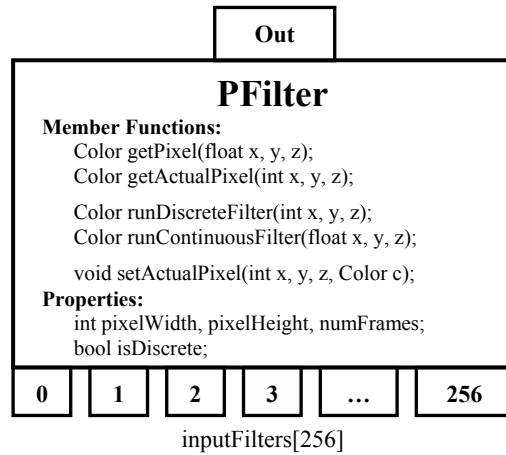 Out
PFilter
Member Functions:
Color getPixel(float x, y, z);
Color getActualPixel(int x, y, z);
Color runDiscreteFilter(int x, y, z);
Color runContinuousFilter(float x, y, z);
void setActualPixel(int x, y, z, Color c);
Properties:
int pixelWidth, pixelHeight, numFrames;
bool isDiscrete;
0 1 2 3 … 256
inputFilters[256]